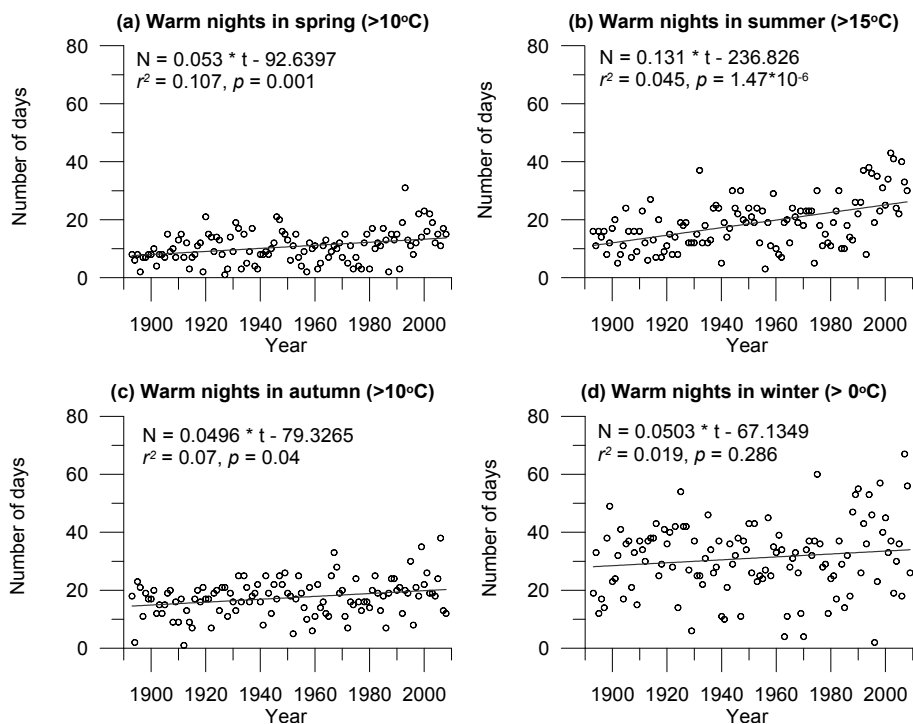 (a) Warm nights in spring (>10°C)
N = 0.053 * t - 92.6397
r² = 0.107, p = 0.001
Number of days
80
60
40
20
0
1900 1920 1940 1960 1980 2000
Year
(b) Warm nights in summer (>15°C)
N = 0.131 * t - 236.826
r² = 0.045, p = 1.47*10⁻⁶
Number of days
80
60
40
20
0
1900 1920 1940 1960 1980 2000
Year
(c) Warm nights in autumn (>10°C)
N = 0.0496 * t - 79.3265
r² = 0.07, p = 0.04
Number of days
80
60
40
20
0
1900 1920 1940 1960 1980 2000
Year
(d) Warm nights in winter (> 0°C)
N = 0.0503 * t - 67.1349
r² = 0.019, p = 0.286
Number of days
80
60
40
20
0
1900 1920 1940 1960 1980 2000
Year